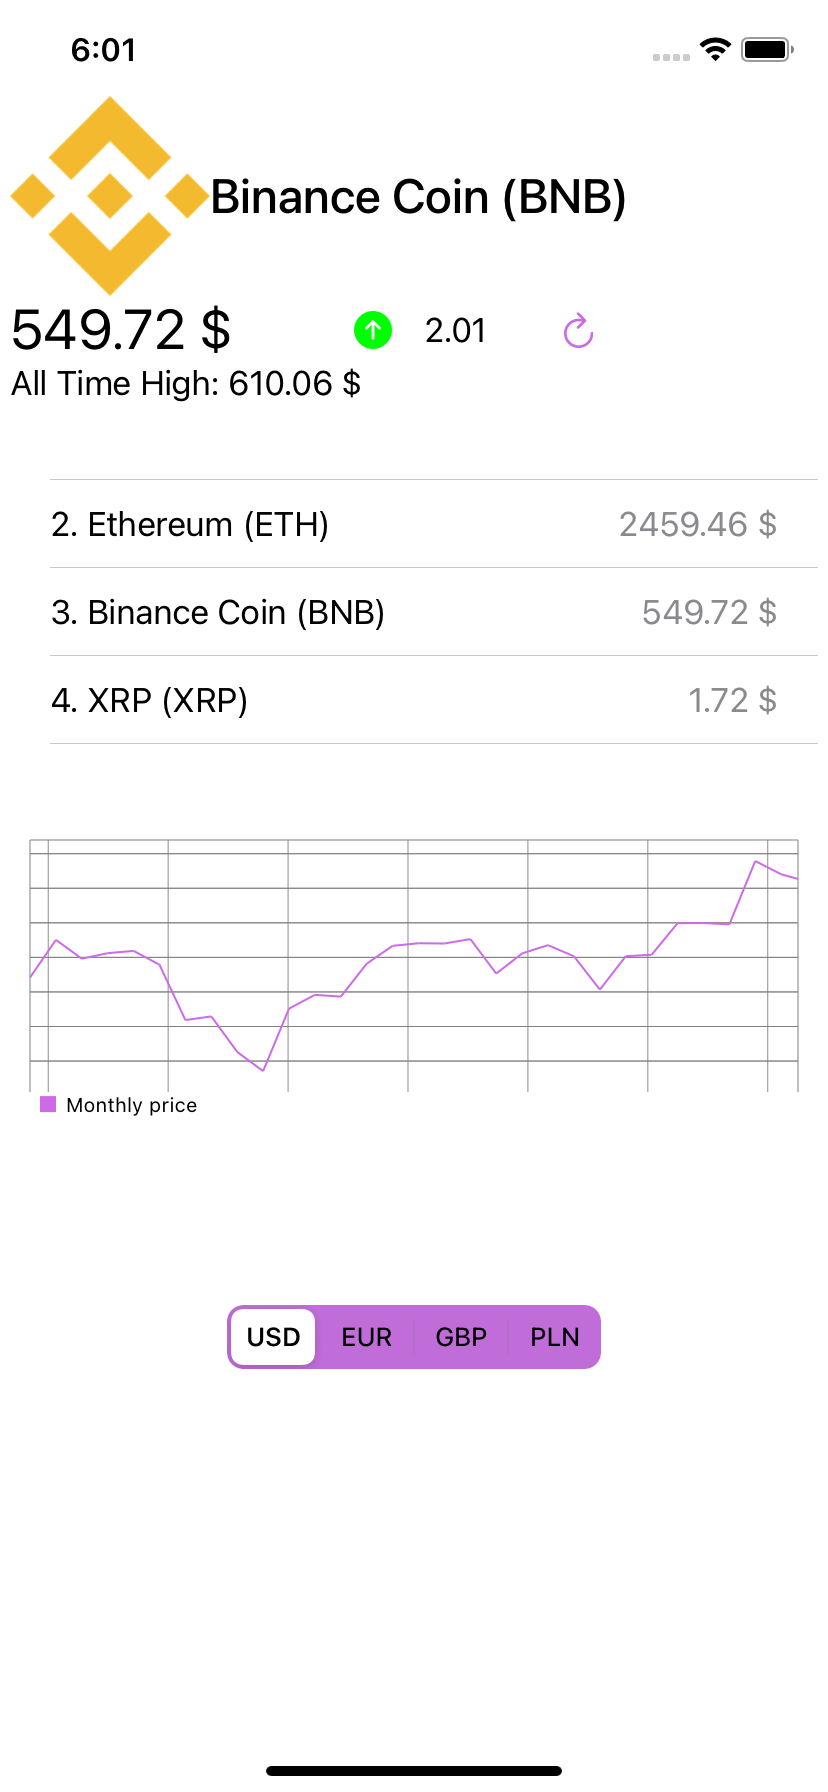 6:01
Binance Coin (BNB)
549.72 $ 2.01
All Time High: 610.06 $
2. Ethereum (ETH) 2459.46 $
3. Binance Coin (BNB) 549.72 $
4. XRP (XRP) 1.72 $
Monthly price
USD EUR GBP PLN